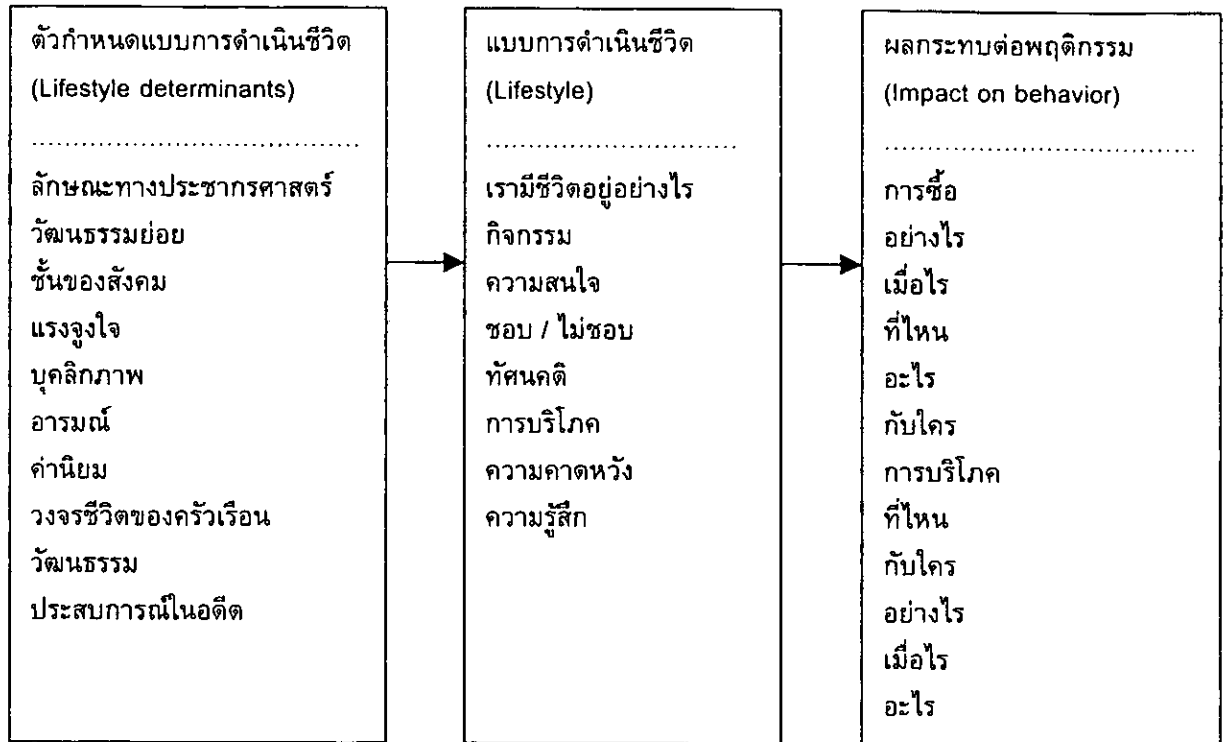 ตัวกำหนดแบบการดำเนินชีวิต
(Lifestyle determinants)
ลักษณะทางประชากรศาสตร์
วัฒนธรรมย่อย
ชั้นของสังคม
แรงจูงใจ
บุคลิกภาพ
อารมณ์
ค่านิยม
วงจรชีวิตของครัวเรือน
วัฒนธรรม
ประสบการณ์ในอดีต
แบบการดำเนินชีวิต
(Lifestyle)
เรามีชีวิตอยู่อย่างไร
กิจกรรม
ความสนใจ
ชอบ / ไม่ชอบ
ทัศนคติ
การบริโภค
ความคาดหวัง
ความรู้สึก
ผลกระทบต่อพฤติกรรม
(Impact on behavior)
การซื้อ
อย่างไร
เมื่อไร
ที่ไหน
อะไร
กับใคร
การบริโภค
ที่ไหน
กับใคร
อย่างไร
เมื่อไร
อะไร